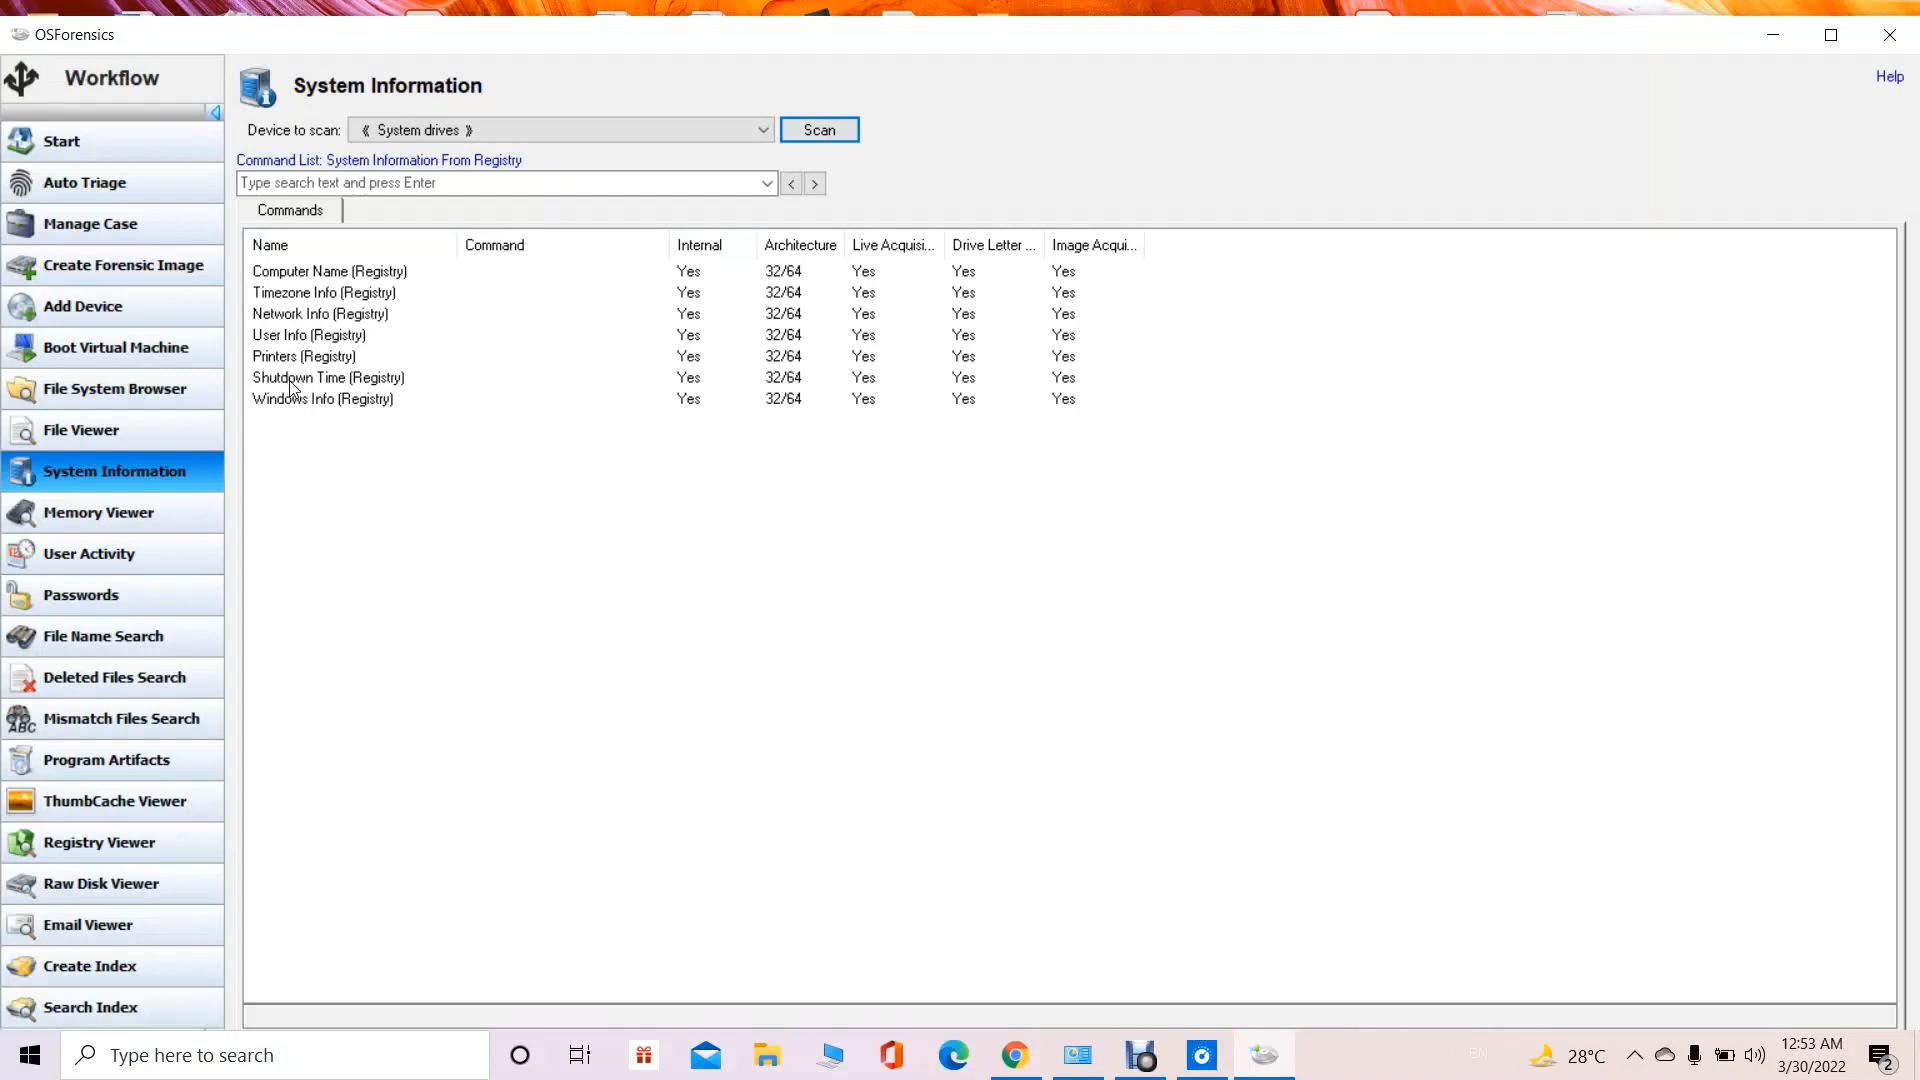 OSForensics
Workflow
Start
Auto Triage
Manage Case
Create Forensic Image
Add Device
Boot Virtual Machine
File System Browser
File Viewer
System Information
Memory Viewer
User Activity
Passwords
File Name Search
Deleted Files Search
Mismatch Files Search
Program Artifacts
ThumbCache Viewer
Registry Viewer
Raw Disk Viewer
Email Viewer
Create Index
Search Index
System Information
Help
Device to scan: 《 System drives 》 Scan
Command List: System Information From Registry
Type search text and press Enter < >
Commands
Name Command Internal Architecture Live Acquisi... Drive Letter ... Image Acqui...
Computer Name (Registry) Yes 32/64 Yes Yes Yes
Timezone Info (Registry) Yes 32/64 Yes Yes Yes
Network Info (Registry) Yes 32/64 Yes Yes Yes
User Info (Registry) Yes 32/64 Yes Yes Yes
Printers (Registry) Yes 32/64 Yes Yes Yes
Shutdown Time (Registry) Yes 32/64 Yes Yes Yes
Windows Info (Registry) Yes 32/64 Yes Yes Yes
Type here to search
EN
28°C
12:53 AM
3/30/2022
2